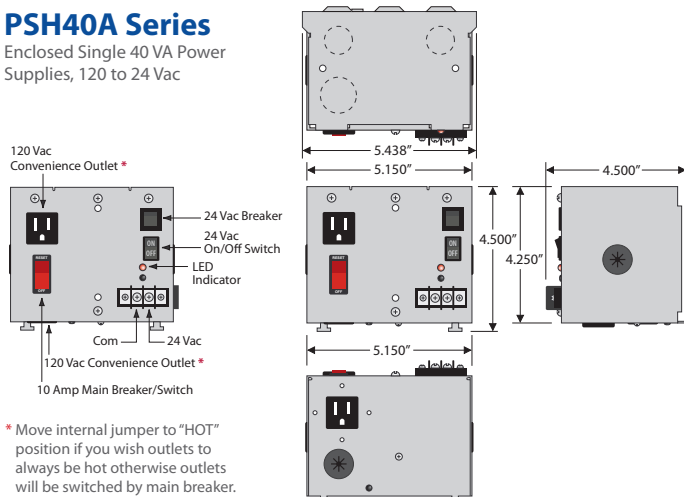 PSH40A Series
Enclosed Single 40 VA Power
Supplies, 120 to 24 Vac
120 Vac
Convenience Outlet *
24 Vac Breaker
24 Vac
On/Off Switch
LED
Indicator
ON
OFF
RESET
OFF
Com
24 Vac
120 Vac Convenience Outlet *
10 Amp Main Breaker/Switch
* Move internal jumper to “HOT”
position if you wish outlets to
always be hot otherwise outlets
will be switched by main breaker.
5.438”
5.150”
4.500”
ON
OFF
RESET
OFF
4.500”
4.250”
5.150”